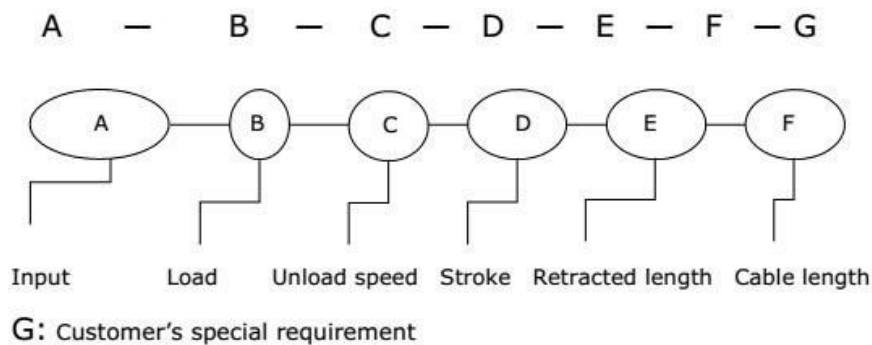 A — B — C — D — E — F — G
A B C D E F
Input Load Unload speed Stroke Retracted length Cable length
G: Customer's special requirement